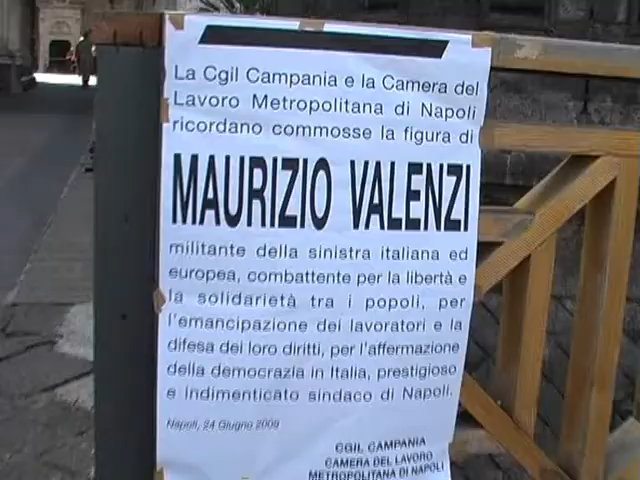 La Cgil Campania e la Camera del
Lavoro Metropolitana di Napoli
ricordano commosse la figura di
MAURIZIO VALENZI
militante della sinistra italiana ed
europea, combattente per la libertà e
la solidarietà tra i popoli, per
l'emancipazione dei lavoratori e la
difesa dei loro diritti, per l'affermazione
della democrazia in Italia, prestigioso
e indimenticato sindaco di Napoli.
Napoli, 24 Giugno 2009
CGIL CAMPANIA
CAMERA DEL LAVORO
METROPOLITANA DI NAPOLI